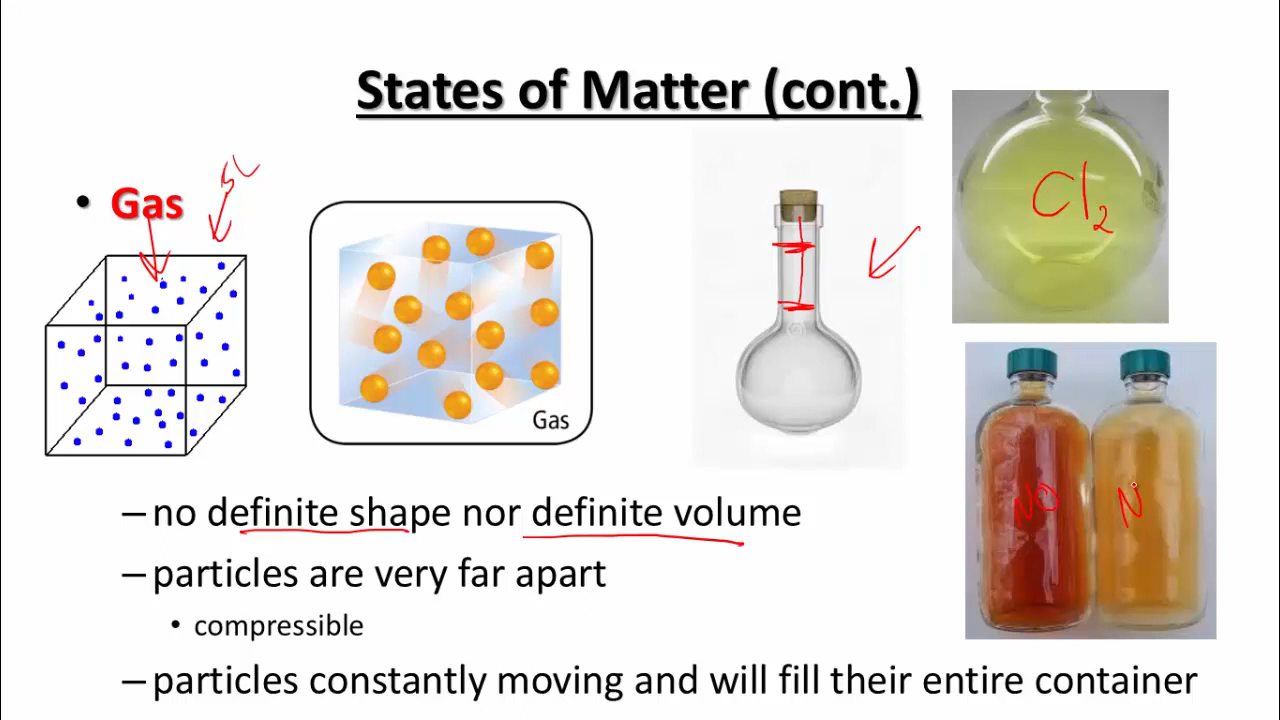 States of Matter (cont.)
• Gas
5L
Gas
Cl2
NO
N
– no definite shape nor definite volume
– particles are very far apart
• compressible
– particles constantly moving and will fill their entire container